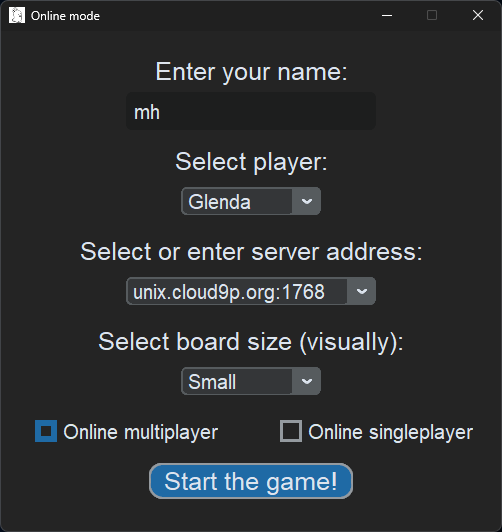 Online mode
Enter your name:
mh
Select player:
Glenda
Select or enter server address:
unix.cloud9p.org:1768
Select board size (visually):
Small
Online multiplayer Online singleplayer
Start the game!